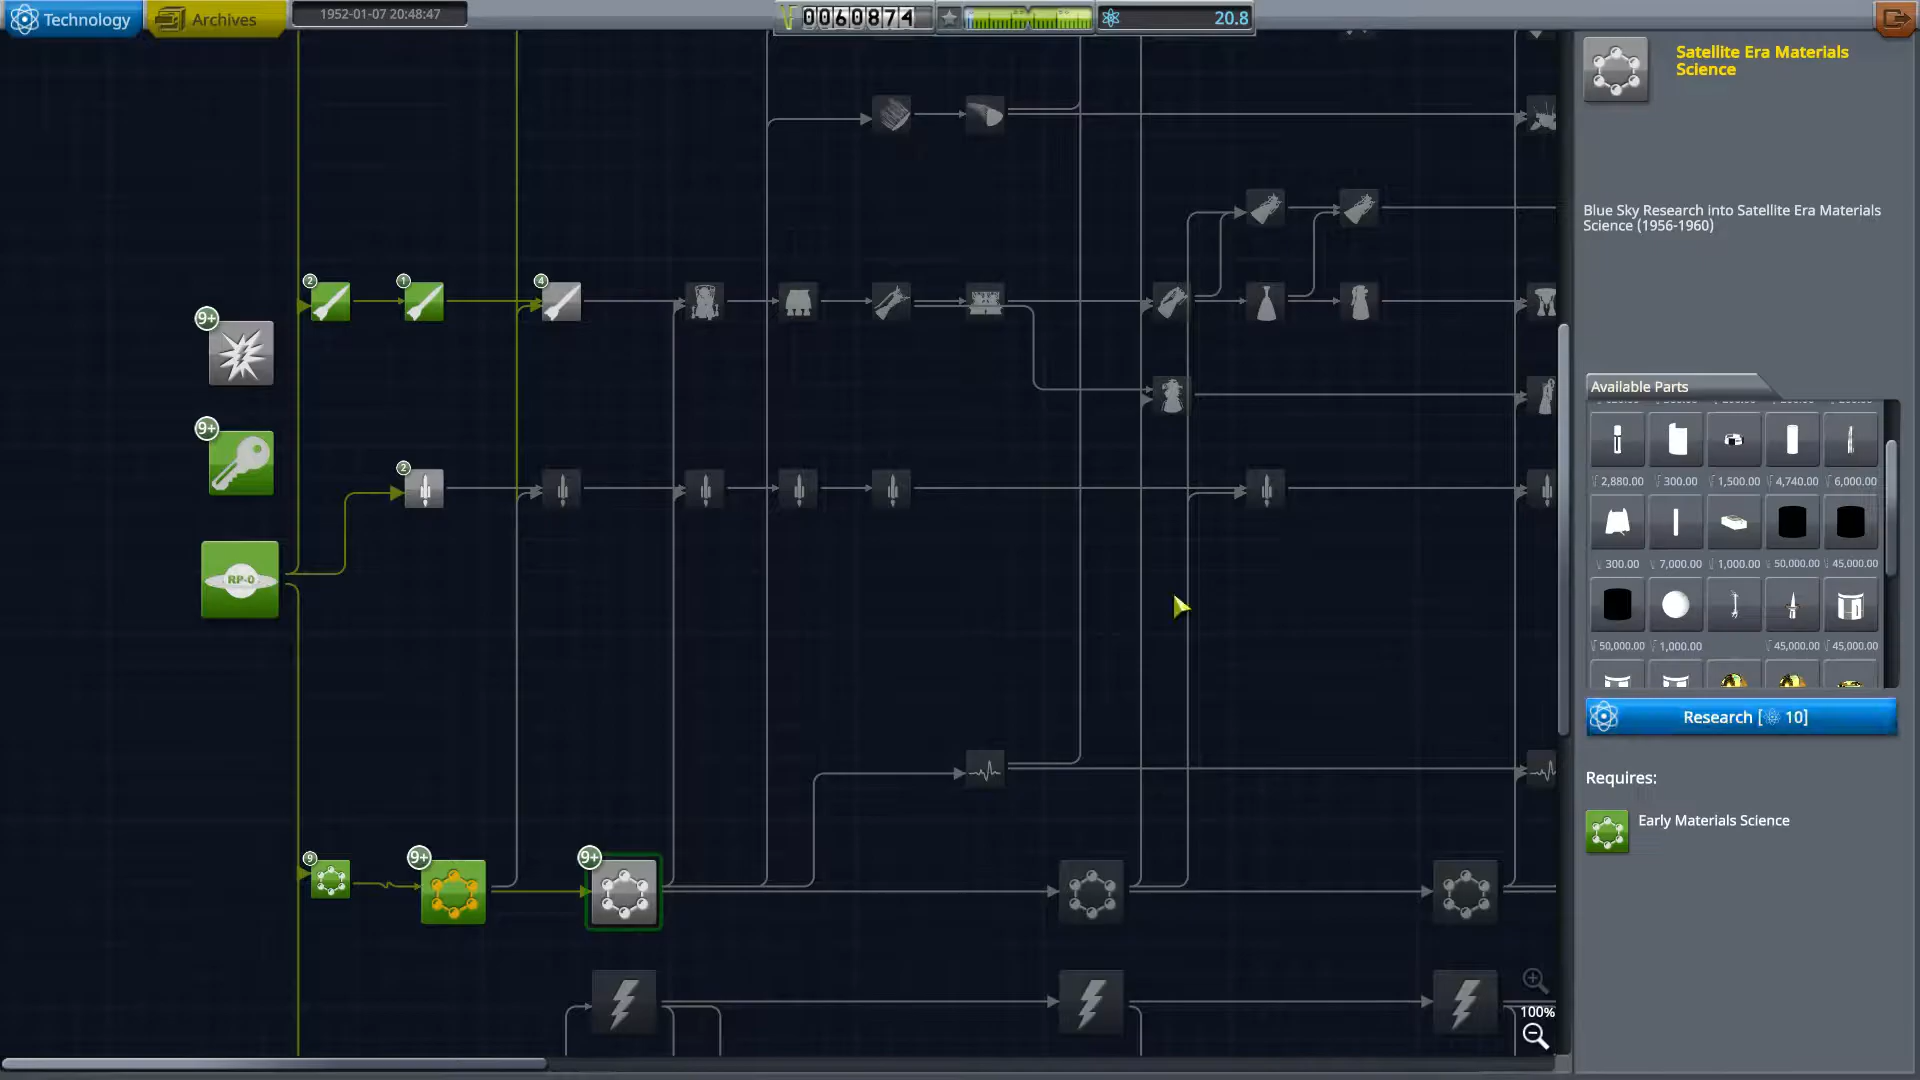 Technology
Archives
1952-01-07 20:48:47
0060874
20.8
Satellite Era Materials
Science
Blue Sky Research into Satellite Era Materials
Science (1956-1960)
Available Parts
2,880.00 300.00 1,500.00 4,740.00 6,000.00
300.00 7,000.00 1,000.00 50,000.00 45,000.00
50,000.00 1,000.00 45,000.00 45,000.00
Research [ 10]
Requires:
Early Materials Science
2
1
4
9+
9+
2
RP-0
9
9+
9+
100%